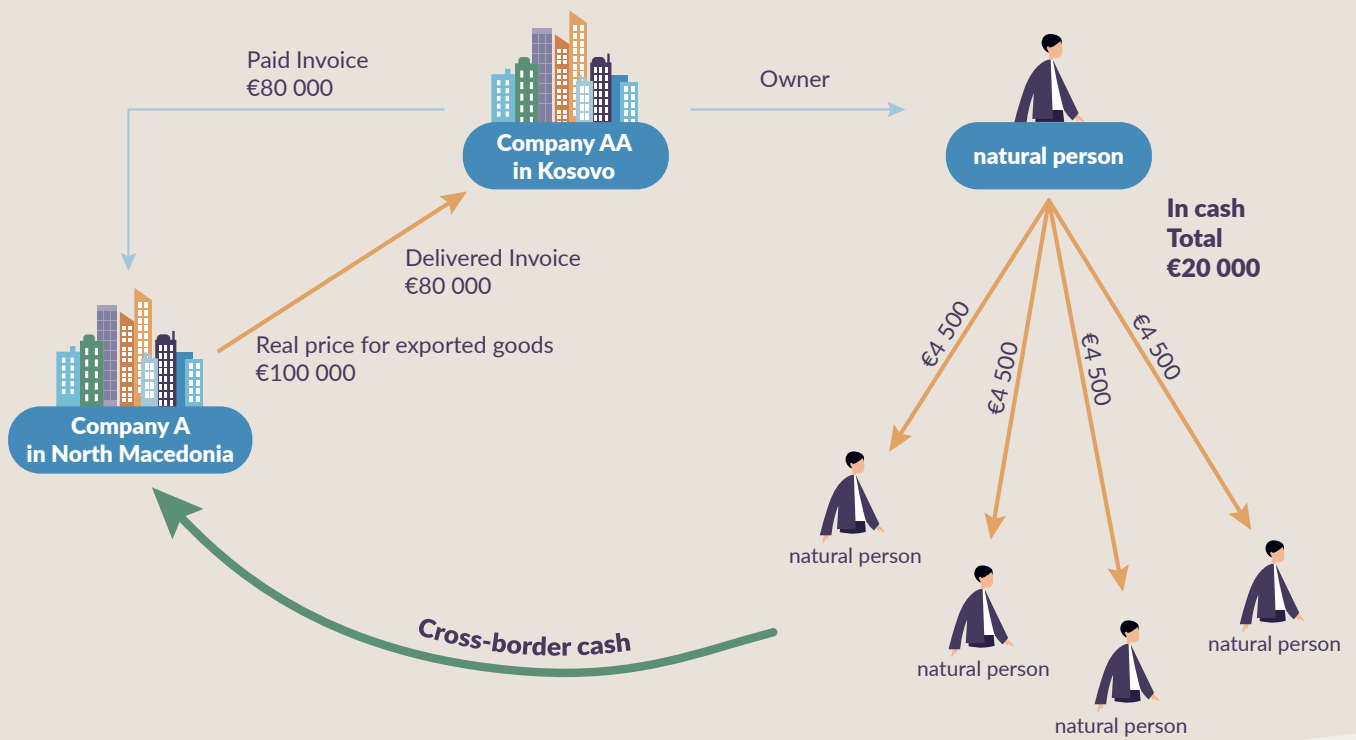 Paid Invoice
€80 000
Owner
Company AA
in Kosovo
natural person
In cash
Total
€20 000
Delivered Invoice
€80 000
Real price for exported goods
€100 000
€4 500
€4 500
€4 500
€4 500
Company A
in North Macedonia
natural person
natural person
natural person
natural person
Cross-border cash